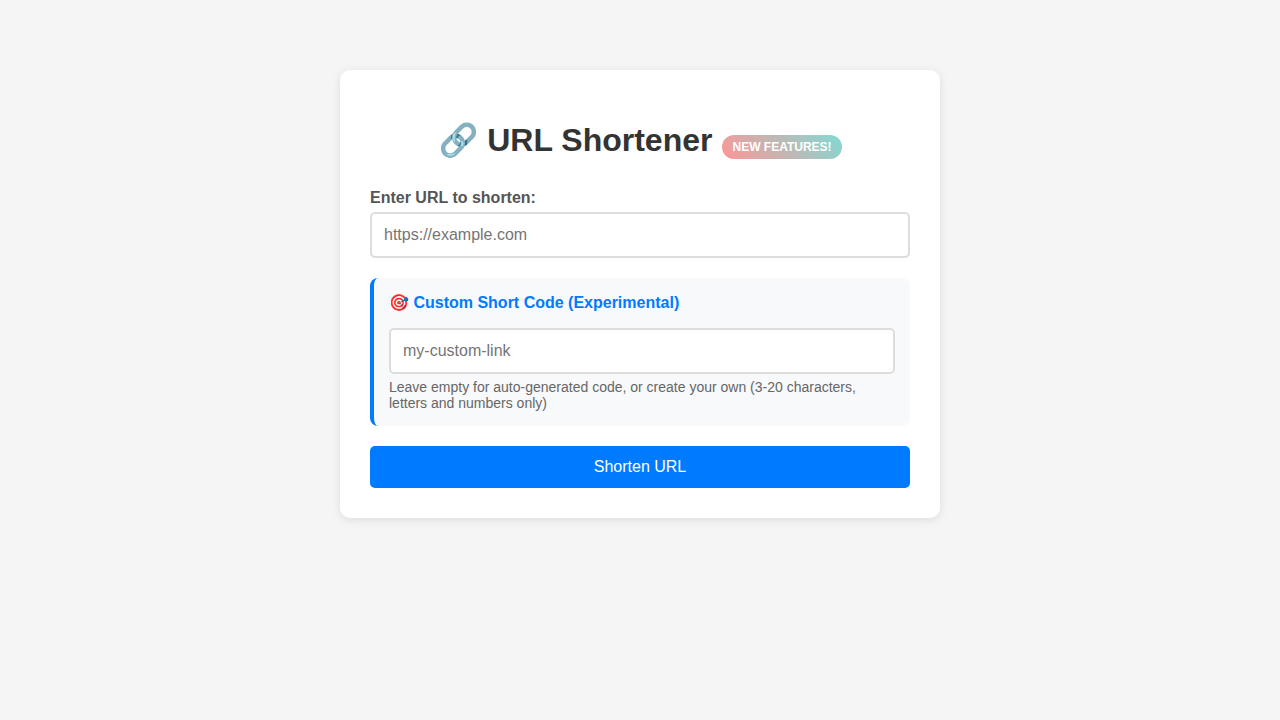 🔗 URL Shortener NEW FEATURES!
Enter URL to shorten:
https://example.com
🎯 Custom Short Code (Experimental)
my-custom-link
Leave empty for auto-generated code, or create your own (3-20 characters,
letters and numbers only)
Shorten URL